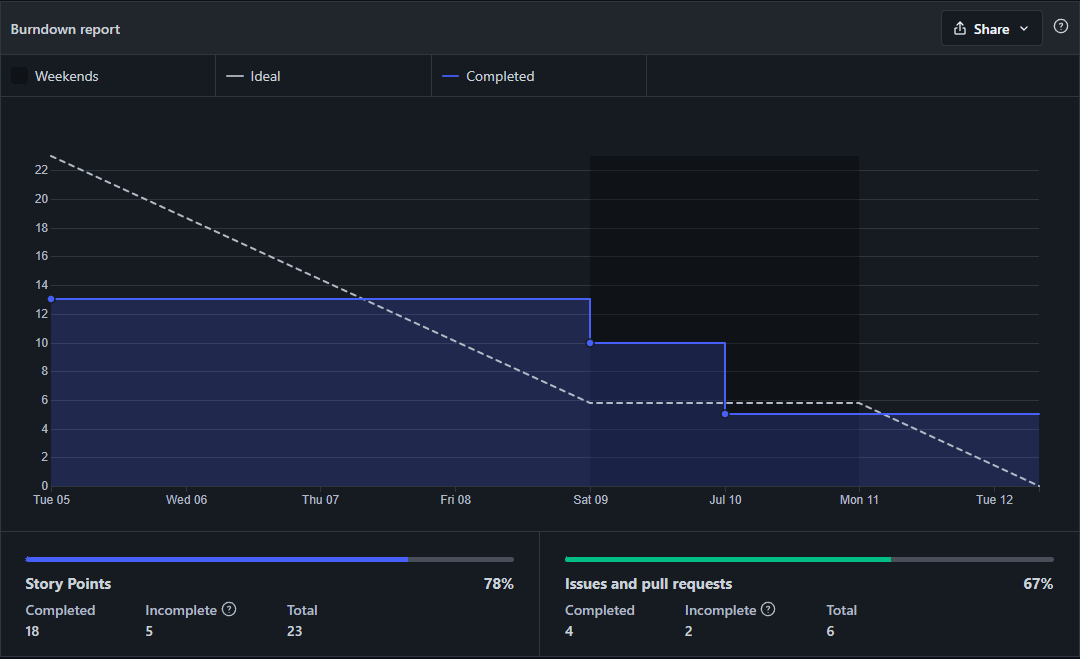 Burndown report
Share
Weekends
Ideal
Completed
22
20
18
16
14
12
10
8
6
4
2
0
Tue 05 Wed 06 Thu 07 Fri 08 Sat 09 Jul 10 Mon 11 Tue 12
Story Points 78%
Completed Incomplete ? Total
18 5 23
Issues and pull requests 67%
Completed Incomplete ? Total
4 2 6